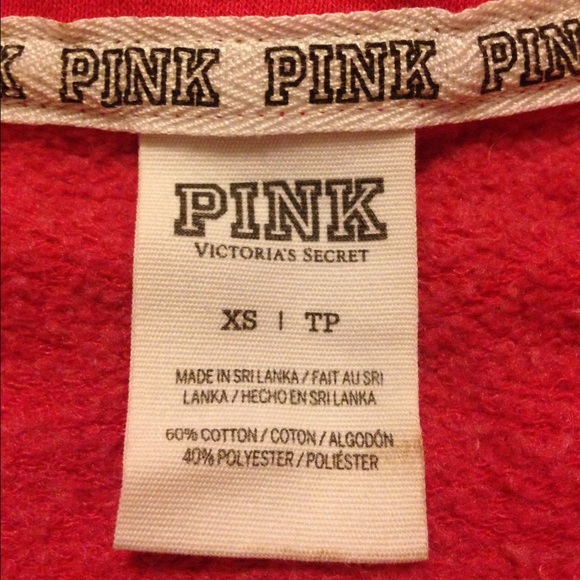 PINK PINK PIN
PINK
VICTORIA'S SECRET
XS | TP
MADE IN SRI LANKA / FAIT AU SRI
LANKA / HECHO EN SRI LANKA
60% COTTON / COTON / ALGODÓN
40% POLYESTER / POLIÉSTER